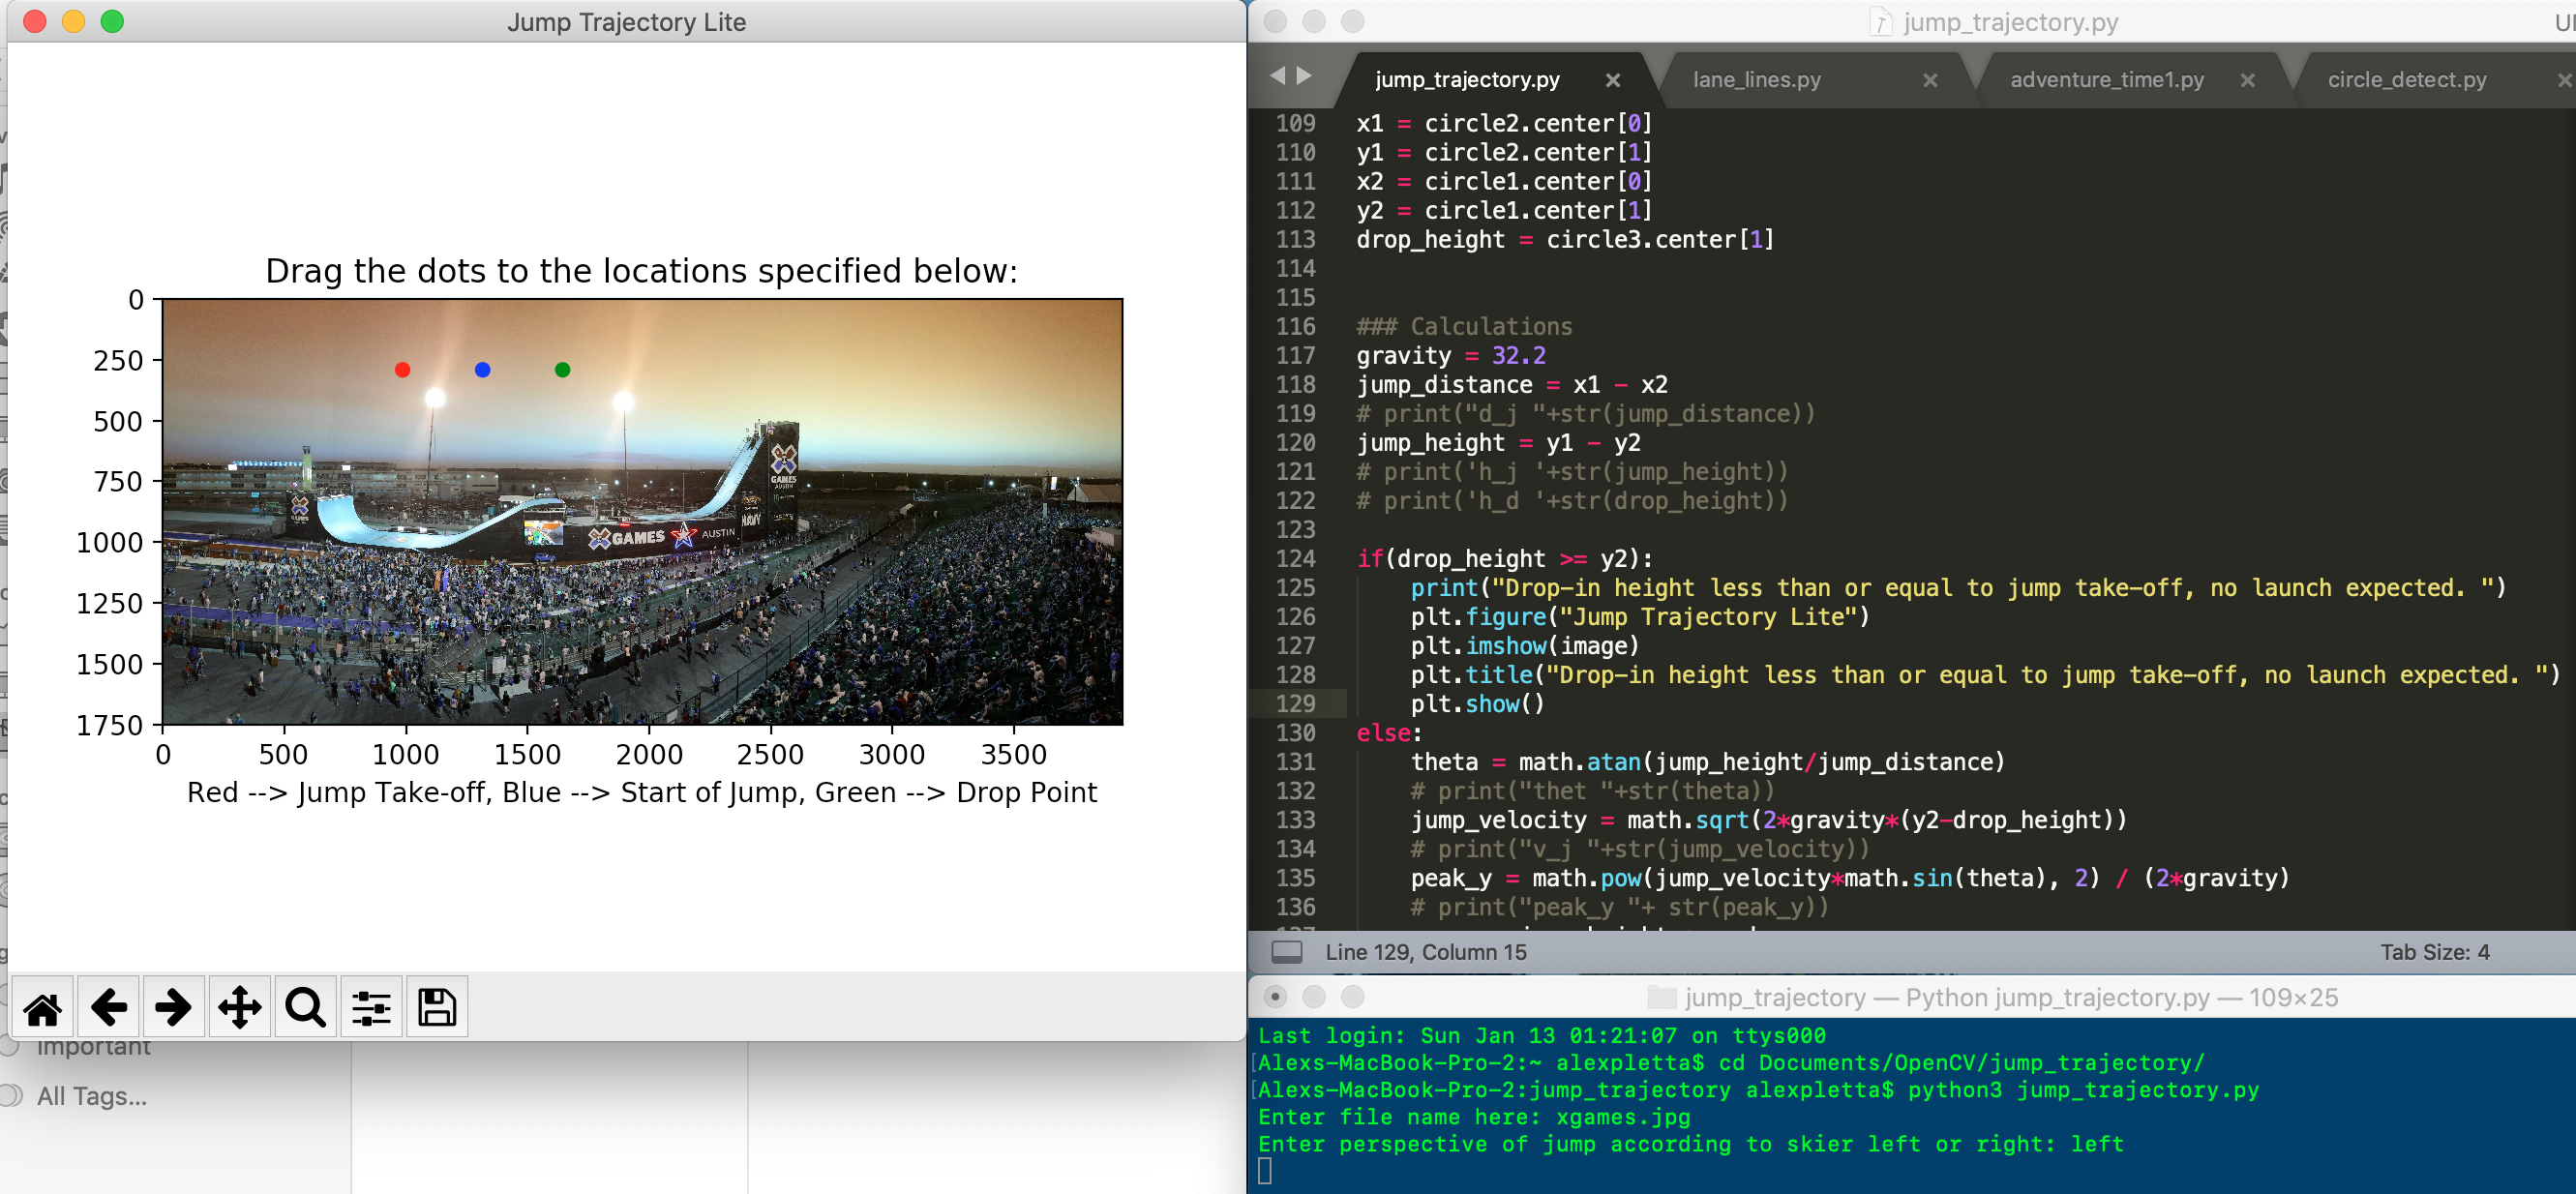 Jump Trajectory Lite
Drag the dots to the locations specified below:
0
250
500
750
1000
1250
1500
1750
0 500 1000 1500 2000 2500 3000 3500
Red --> Jump Take-off, Blue --> Start of Jump, Green --> Drop Point
GAMES
AUSTIN
NAVY
GAMES
GAMES AUSTIN
Important
All Tags...
jump_trajectory.py
jump_trajectory.py lane_lines.py adventure_time1.py circle_detect.py
109 x1 = circle2.center[0]
110 y1 = circle2.center[1]
111 x2 = circle1.center[0]
112 y2 = circle1.center[1]
113 drop_height = circle3.center[1]
114
115
116 ### Calculations
117 gravity = 32.2
118 jump_distance = x1 - x2
119 # print("d_j "+str(jump_distance))
120 jump_height = y1 - y2
121 # print('h_j '+str(jump_height))
122 # print('h_d '+str(drop_height))
123
124 if(drop_height >= y2):
125     print("Drop-in height less than or equal to jump take-off, no launch expected. ")
126     plt.figure("Jump Trajectory Lite")
127     plt.imshow(image)
128     plt.title("Drop-in height less than or equal to jump take-off, no launch expected. ")
129     plt.show()
130 else:
131     theta = math.atan(jump_height/jump_distance)
132     # print("thet "+str(theta))
133     jump_velocity = math.sqrt(2*gravity*(y2-drop_height))
134     # print("v_j "+str(jump_velocity))
135     peak_y = math.pow(jump_velocity*math.sin(theta), 2) / (2*gravity)
136     # print("peak_y "+ str(peak_y))
Line 129, Column 15 Tab Size: 4
jump_trajectory — Python jump_trajectory.py — 109×25
Last login: Sun Jan 13 01:21:07 on ttys000
[Alexs-MacBook-Pro-2:~ alexpletta$ cd Documents/OpenCV/jump_trajectory/
[Alexs-MacBook-Pro-2:jump_trajectory alexpletta$ python3 jump_trajectory.py
Enter file name here: xgames.jpg
Enter perspective of jump according to skier left or right: left